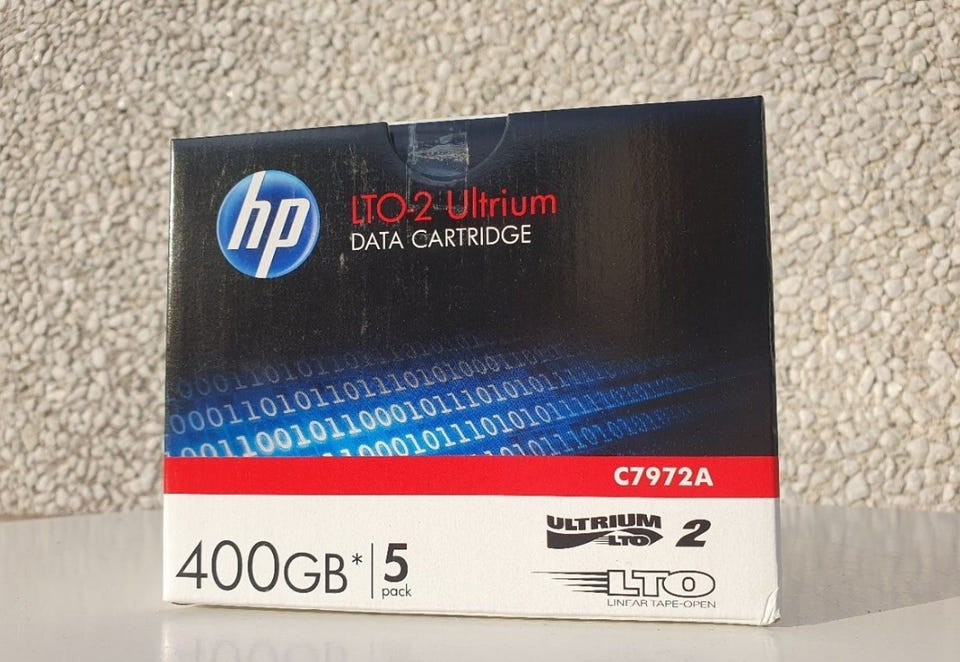 hp
LTO-2 Ultrium
DATA CARTRIDGE
C7972A
400GB* 5
pack
ULTRIUM
LTO 2
LTO
LINEAR TAPE-OPEN